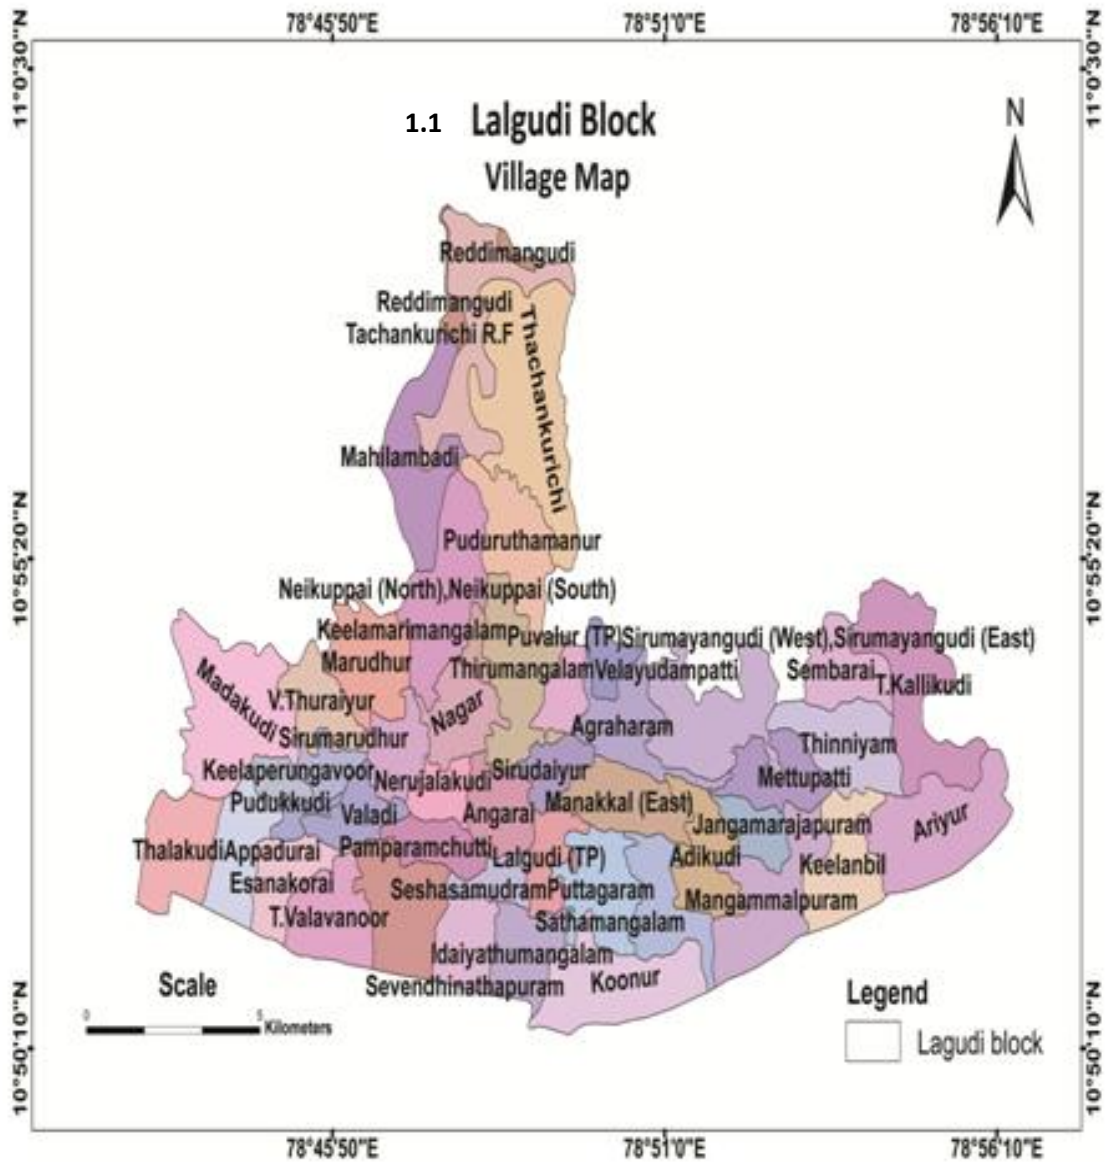 78°45'50"E 78°51'0"E 78°56'10"E
11°0'30"N 11°0'30"N
1.1 Lalgudi Block
Village Map
N
Reddimangudi
Reddimangudi
Tachankurichi R.F
Thachankurichi
Mahilambadi
Puduruthamanur
10°55'20"N 10°55'20"N
Neikuppai (North),Neikuppai (South)
Keelamarimangalam Puvalur (TP) Sirumayangudi (West),Sirumayangudi (East)
Marudhur Thirumangalam Velayudampatti Sembarai T.Kallikudi
Madakudi V.Thuraiyur Nagar
Sirumarudhur Agraharam Thinniyam
Keelaperungavoor Nerujalakudi Sirudaiyur Mettupatti
Pudukkudi Valadi Angarai Manakkal (East) Jangamarajapuram Ariyur
Thalakudi Appadurai Pamparamchutti Lalgudi (TP) Adikudi Keelanbil
Esanakorai Seshasamudram Puttagaram Mangammalpuram
T.Valavanoor Sathamangalam
Idaiyathumangalam
Sevendhinathapuram Koonur
Scale
0 5 Kilometers
Legend
Lagudi block
10°50'10"N 10°50'10"N
78°45'50"E 78°51'0"E 78°56'10"E